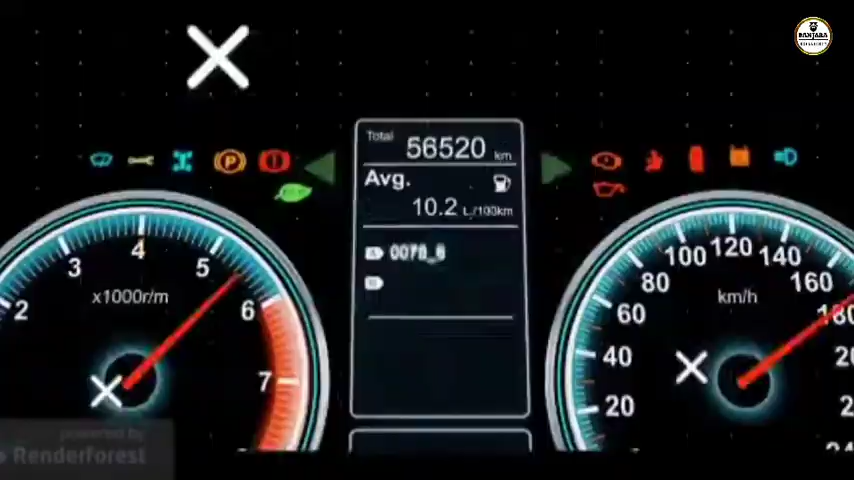 BANJARA
Total
56520 km
Avg.
10.2 L/100km
P
2
3
4
5
6
7
x1000r/m
20
40
60
80
100
120
140
160
180
km/h
powered by
Renderforest